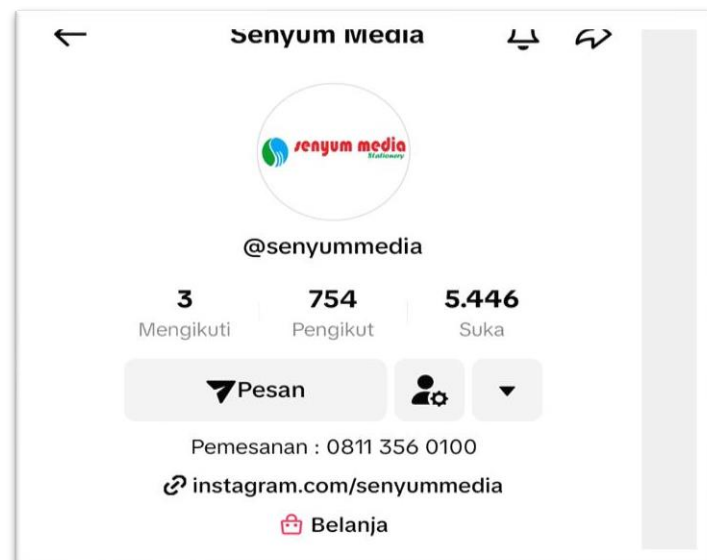 Senyum Media
senyum media
Stationery
@senyummedia
3 754 5.446
Mengikuti Pengikut Suka
Pesan
Pemesanan : 0811 356 0100
instagram.com/senyummedia
Belanja